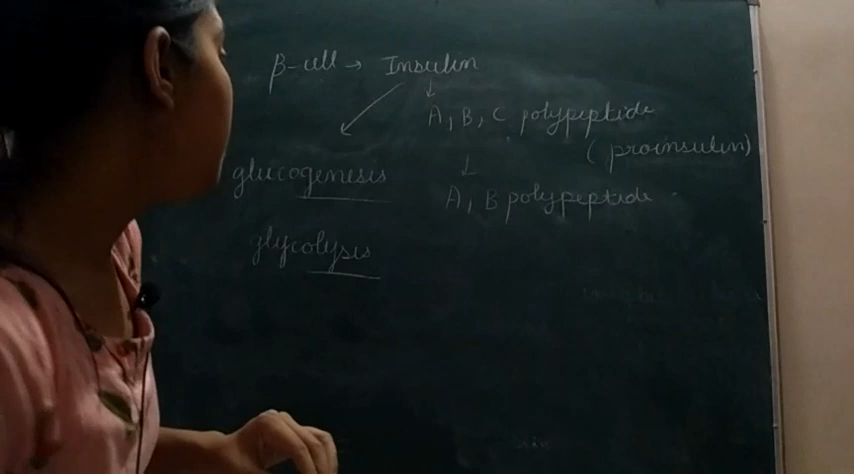 β-cell → Insulin
A, B, C polypeptide
(proinsulin)
glucogenesis
A, B polypeptide
glycolysis